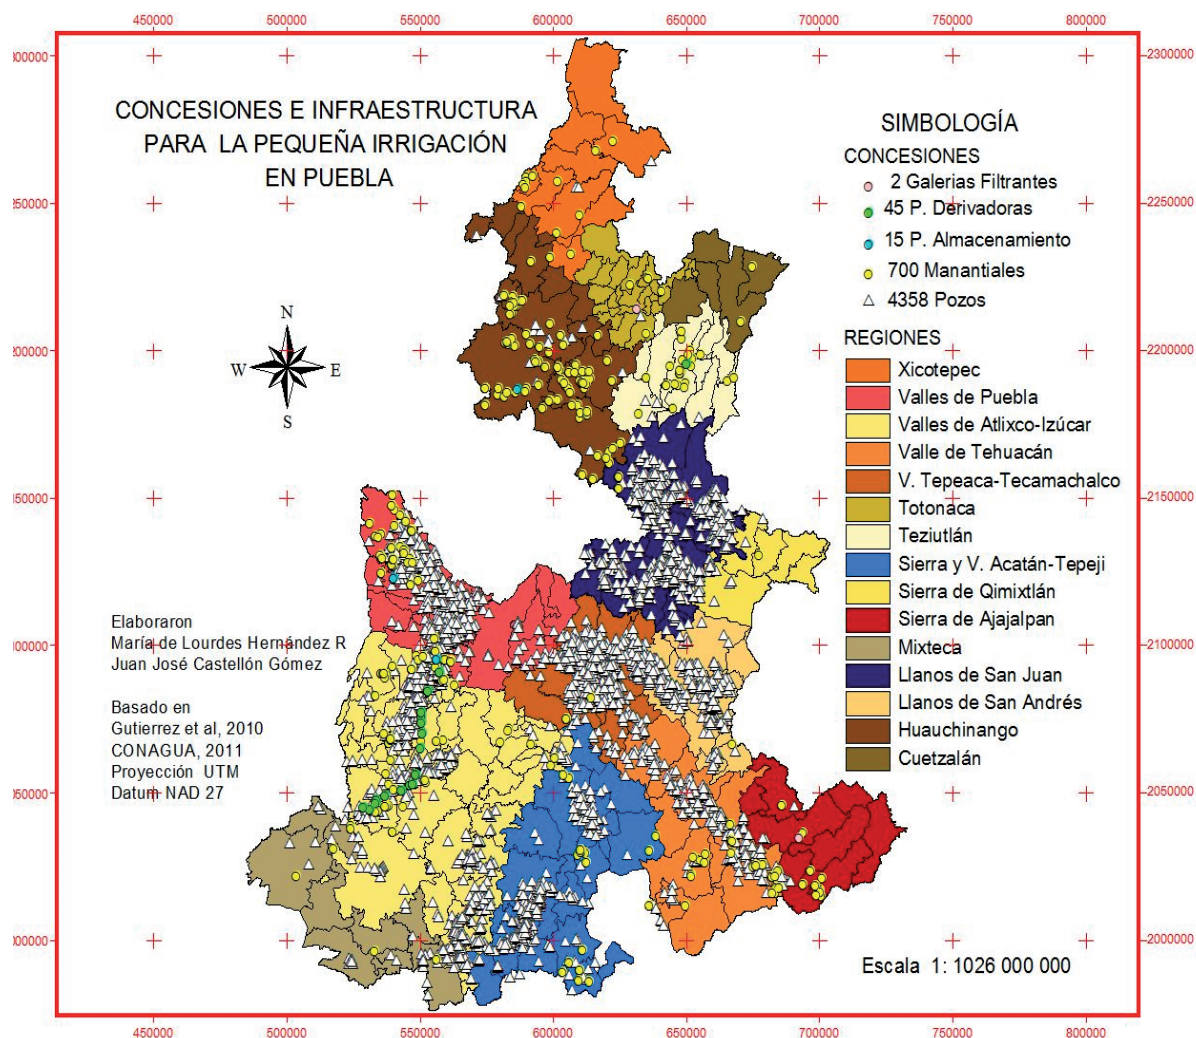 450000 500000 550000 600000 650000 700000 750000 800000
CONCESIONES E INFRAESTRUCTURA
PARA LA PEQUEÑA IRRIGACIÓN
EN PUEBLA
N
W E
S
SIMBOLOGÍA
CONCESIONES
2 Galerias Filtrantes
45 P. Derivadoras
15 P. Almacenamiento
700 Manantiales
4358 Pozos
REGIONES
Xicotepec
Valles de Puebla
Valles de Atlixco-Izúcar
Valle de Tehuacán
V. Tepeaca-Tecamachalco
Totonaca
Teziutlán
Sierra y V. Acatán-Tepeji
Sierra de Qimixtlán
Sierra de Ajajalpan
Mixteca
Llanos de San Juan
Llanos de San Andrés
Huauchinango
Cuetzalán
Elaboraron
María de Lourdes Hernández R
Juan José Castellón Gómez
Basado en
Gutierrez et al, 2010
CONAGUA, 2011
Proyección UTM
Datum NAD 27
Escala 1: 1026 000 000
2300000
2250000
2200000
2150000
2100000
2050000
2000000
450000 500000 550000 600000 650000 700000 750000 800000